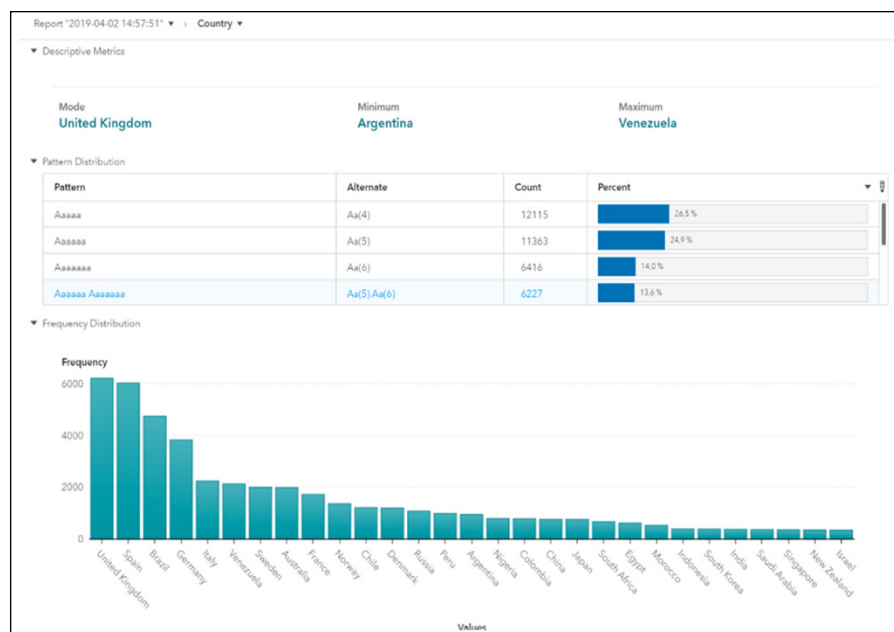 Report "2019-04-02 14:57:51" ▾ › Country ▾
Descriptive Metrics
Mode Minimum Maximum
United Kingdom Argentina Venezuela
Pattern Distribution
Pattern Alternate Count Percent
Aaaaa Aa(4) 12115 26,5 %
Aaaaaa Aa(5) 11363 24,9 %
Aaaaaaa Aa(6) 6416 14,0 %
Aaaaaa Aaaaaaa Aa(5) Aa(6) 6227 13,6 %
Frequency Distribution
Frequency
6000
4000
2000
0
United Kingdom
Spain
Brazil
Germany
Italy
Venezuela
Sweden
Australia
France
Norway
Chile
Denmark
Russia
Peru
Argentina
Nigeria
Colombia
China
Japan
South Africa
Egypt
Morocco
Indonesia
South Korea
India
Saudi Arabia
Singapore
New Zealand
Israel
Values